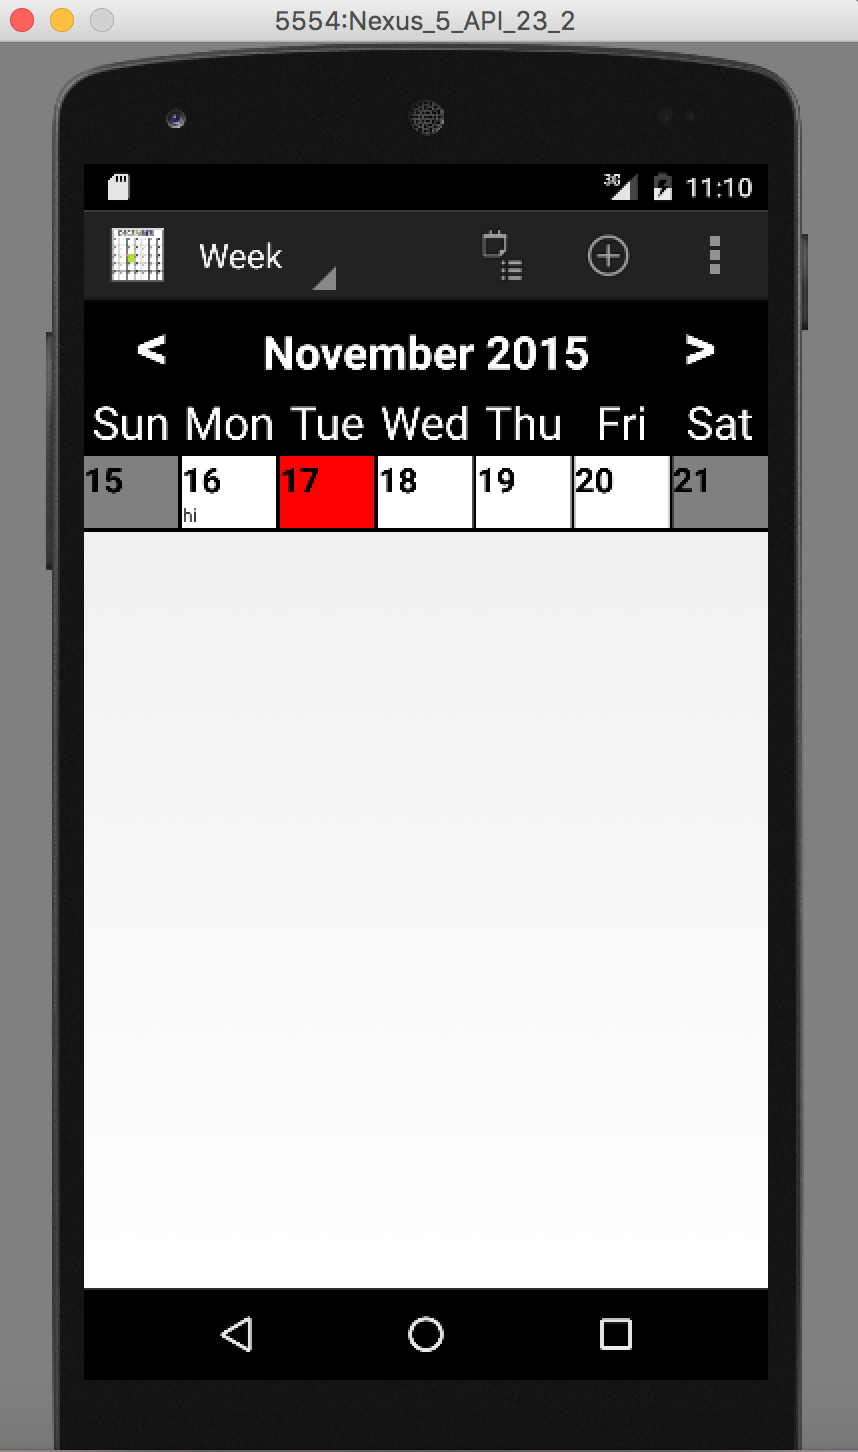 5554:Nexus_5_API_23_2
3G 11:10
Week
< November 2015 >
Sun Mon Tue Wed Thu Fri Sat
15 16 17 18 19 20 21
hi